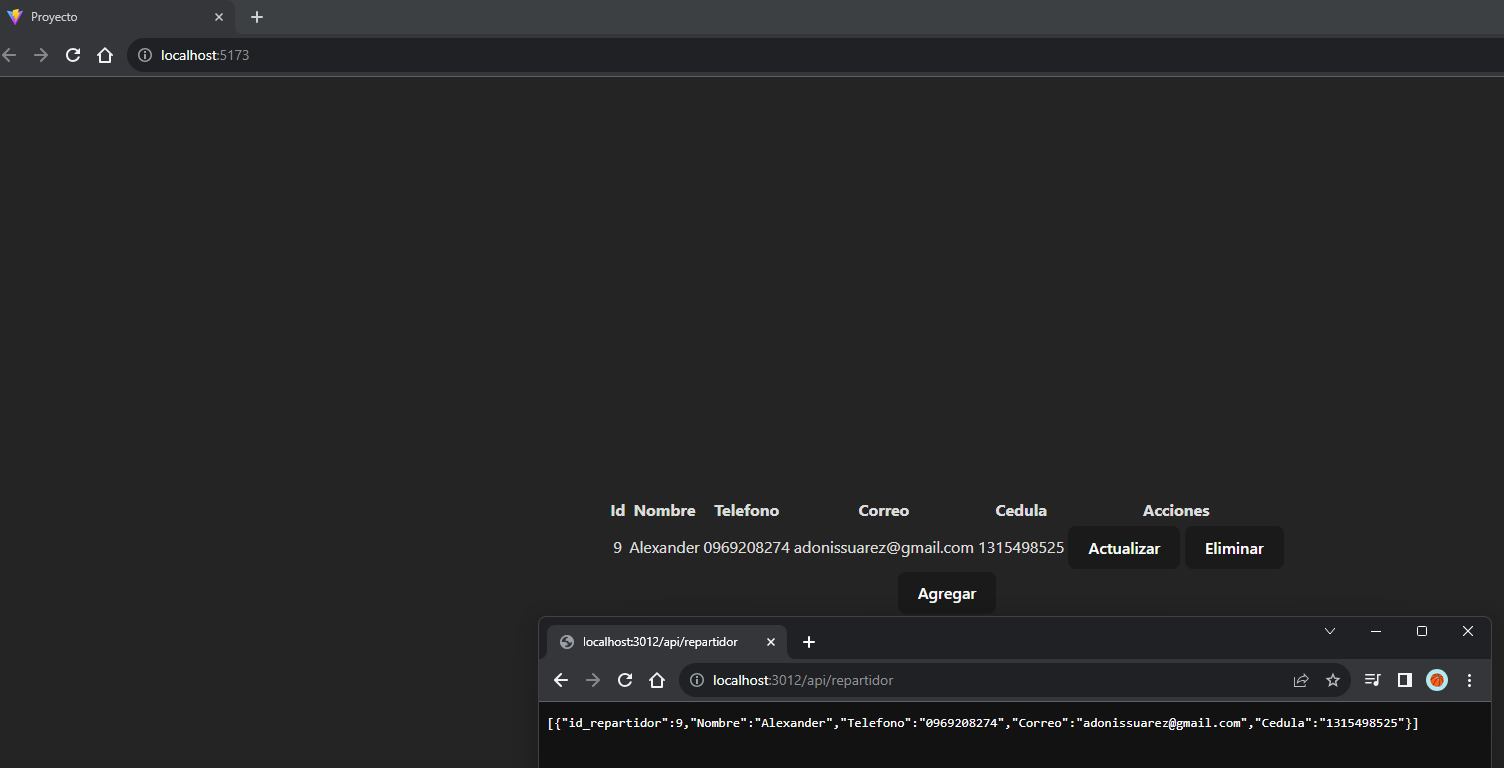 Proyecto
localhost:5173
Id Nombre Telefono Correo Cedula Acciones
9 Alexander 0969208274 adonissuarez@gmail.com 1315498525 Actualizar Eliminar
Agregar
localhost:3012/api/repartidor
localhost:3012/api/repartidor
[{"id_repartidor":9,"Nombre":"Alexander","Telefono":"0969208274","Correo":"adonissuarez@gmail.com","Cedula":"1315498525"}]